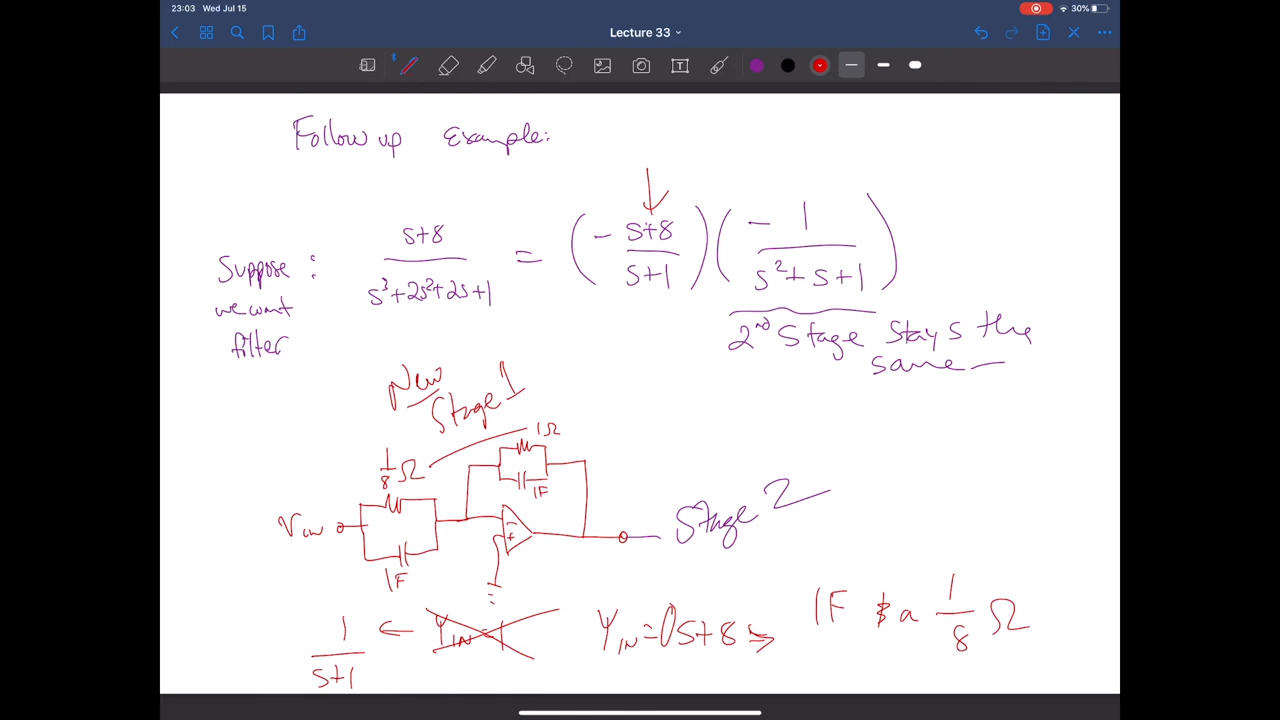 23:03 Wed Jul 15
30%
Lecture 33
Follow up Example:
Suppose we want filter : s+8 / s³+2s²+2s+1 = (- s+8 / s+1) (- 1 / s²+s+1)
2nd Stage stays the same
New Stage 1
1Ω
1/8 Ω
1F
Vin
- +
1F
Stage 2
1/s+1 ← Yin = 1
Yin = s+8 ⇒ 1F & a 1/8 Ω